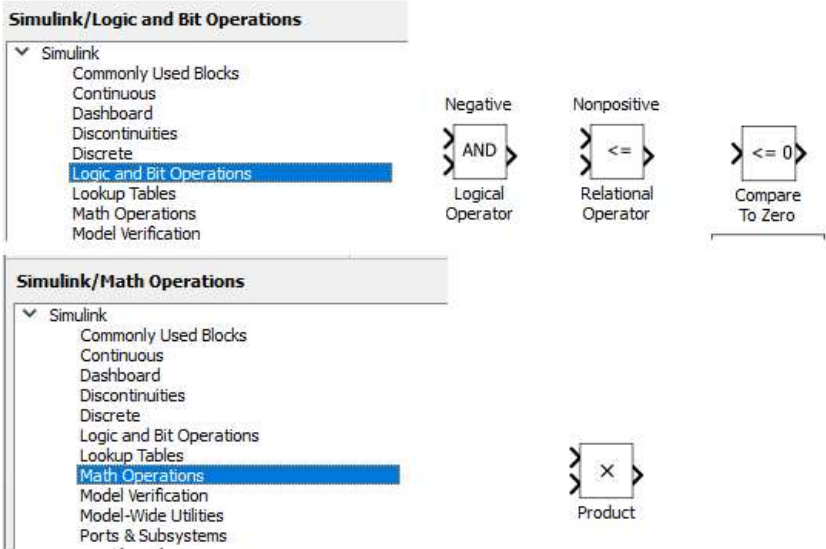 Simulink/Logic and Bit Operations
Simulink
Commonly Used Blocks
Continuous
Dashboard
Discontinuities
Discrete
Logic and Bit Operations
Lookup Tables
Math Operations
Model Verification
Negative
AND
Logical
Operator
Nonpositive
<=
Relational
Operator
<= 0
Compare
To Zero
Simulink/Math Operations
Simulink
Commonly Used Blocks
Continuous
Dashboard
Discontinuities
Discrete
Logic and Bit Operations
Lookup Tables
Math Operations
Model Verification
Model-Wide Utilities
Ports & Subsystems
×
Product